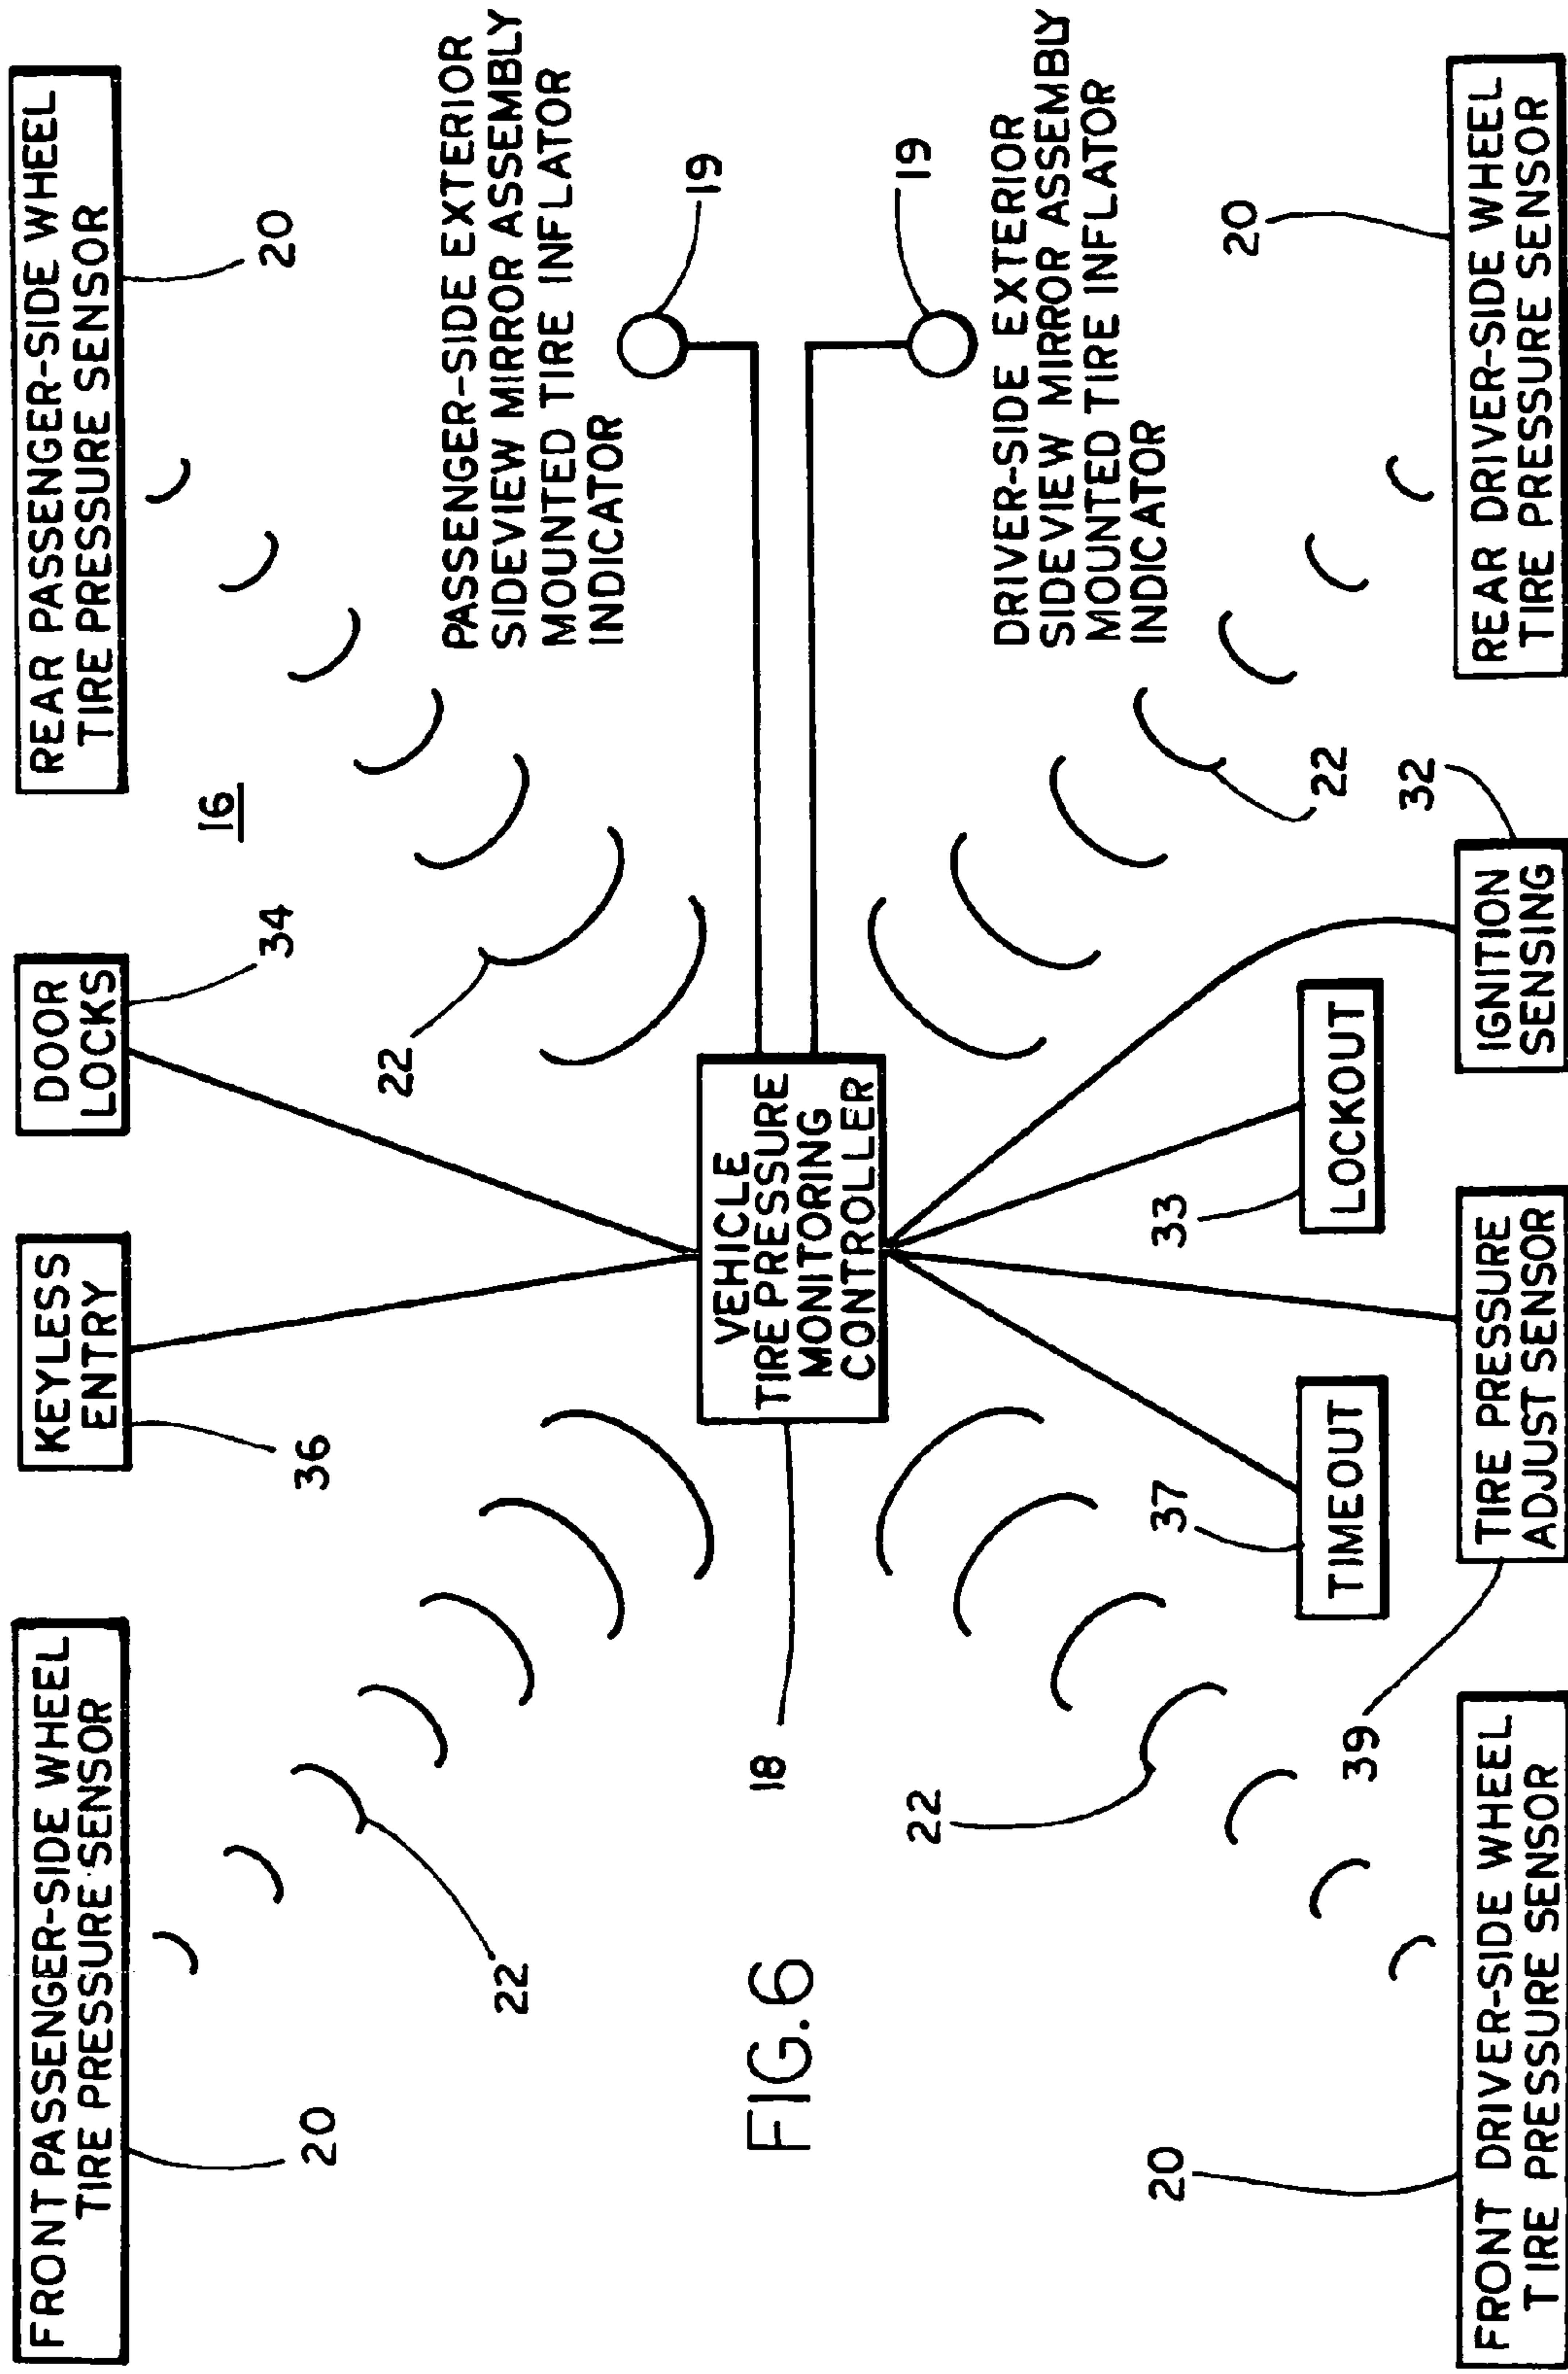 FRONT PASSENGER-SIDE WHEEL
TIRE PRESSURE SENSOR
20
KEYLESS
ENTRY
36
DOOR
LOCKS
34
16
REAR PASSENGER-SIDE WHEEL
TIRE PRESSURE SENSOR
20
22
22
PASSENGER-SIDE EXTERIOR
SIDEVIEW MIRROR ASSEMBLY
MOUNTED TIRE INFLATOR
INDICATOR
19
FIG. 6
18
VEHICLE
TIRE PRESSURE
MONITORING
CONTROLLER
19
DRIVER-SIDE EXTERIOR
SIDEVIEW MIRROR ASSEMBLY
MOUNTED TIRE INFLATOR
INDICATOR
22
20
37
33
20
22
TIMEOUT
LOCKOUT
39
32
FRONT DRIVER-SIDE WHEEL
TIRE PRESSURE SENSOR
TIRE PRESSURE
ADJUST SENSOR
IGNITION
SENSING
REAR DRIVER-SIDE WHEEL
TIRE PRESSURE SENSOR